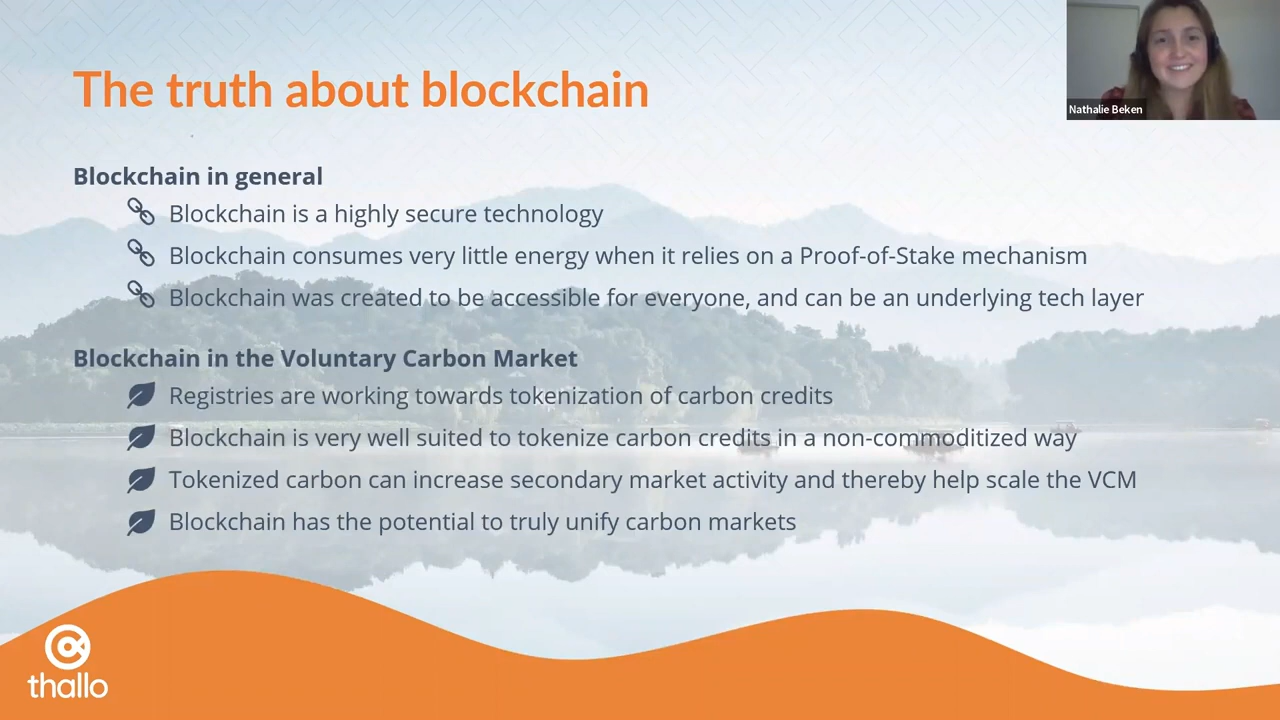 The truth about blockchain
Nathalie Beken
Blockchain in general
Blockchain is a highly secure technology
Blockchain consumes very little energy when it relies on a Proof-of-Stake mechanism
Blockchain was created to be accessible for everyone, and can be an underlying tech layer
Blockchain in the Voluntary Carbon Market
Registries are working towards tokenization of carbon credits
Blockchain is very well suited to tokenize carbon credits in a non-commoditized way
Tokenized carbon can increase secondary market activity and thereby help scale the VCM
Blockchain has the potential to truly unify carbon markets
thallo